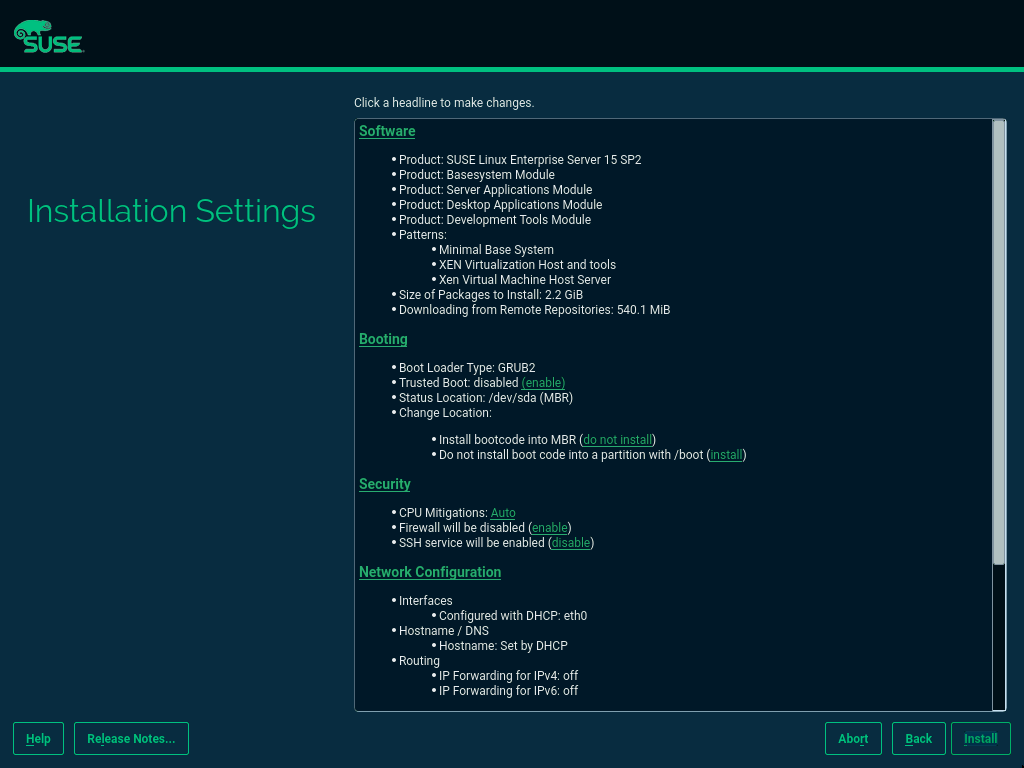 SUSE
Click a headline to make changes.
Installation Settings
Software
Product: SUSE Linux Enterprise Server 15 SP2
Product: Basesystem Module
Product: Server Applications Module
Product: Desktop Applications Module
Product: Development Tools Module
Patterns:
Minimal Base System
XEN Virtualization Host and tools
Xen Virtual Machine Host Server
Size of Packages to Install: 2.2 GiB
Downloading from Remote Repositories: 540.1 MiB
Booting
Boot Loader Type: GRUB2
Trusted Boot: disabled (enable)
Status Location: /dev/sda (MBR)
Change Location:
Install bootcode into MBR (do not install)
Do not install boot code into a partition with /boot (install)
Security
CPU Mitigations: Auto
Firewall will be disabled (enable)
SSH service will be enabled (disable)
Network Configuration
Interfaces
Configured with DHCP: eth0
Hostname / DNS
Hostname: Set by DHCP
Routing
IP Forwarding for IPv4: off
IP Forwarding for IPv6: off
Help Release Notes... Abort Back Install